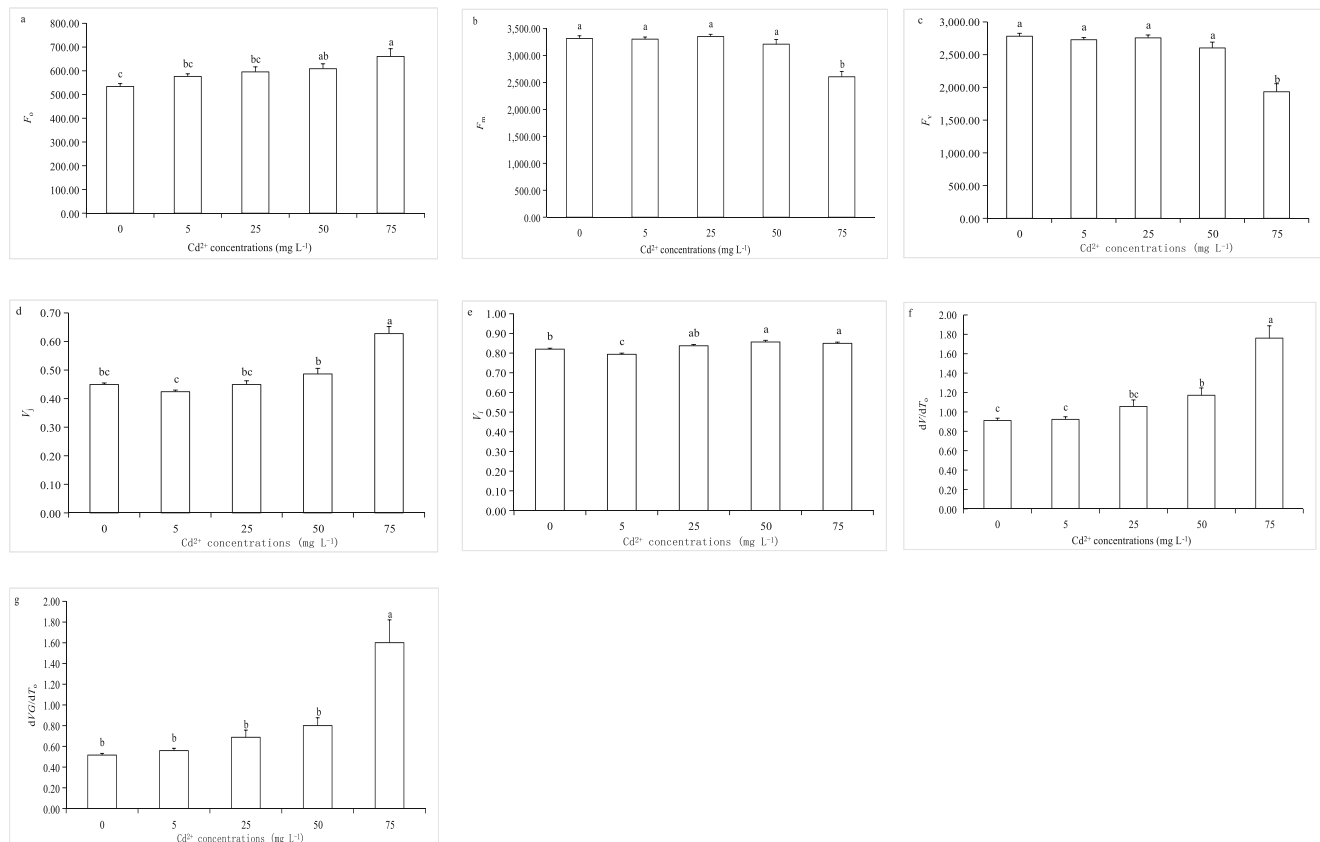 a
800.00
700.00
600.00
500.00
400.00
300.00
200.00
100.00
0.00
Fₒ
c
bc
bc
ab
a
0 5 25 50 75
Cd²⁺ concentrations (mg L⁻¹)
b
3,500.00
3,000.00
2,500.00
2,000.00
1,500.00
1,000.00
500.00
0.00
Fₘ
a
a
a
a
b
0 5 25 50 75
Cd²⁺ concentrations (mg L⁻¹)
c
3,000.00
2,500.00
2,000.00
1,500.00
1,000.00
500.00
0.00
Fᵥ
a
a
a
a
b
0 5 25 50 75
Cd²⁺ concentrations (mg L⁻¹)
d
0.70
0.60
0.50
0.40
0.30
0.20
0.10
0.00
Vⱼ
bc
c
bc
b
a
0 5 25 50 75
Cd²⁺ concentrations (mg L⁻¹)
e
1.00
0.90
0.80
0.70
0.60
0.50
0.40
0.30
0.20
0.10
0.00
Vᵢ
b
c
ab
a
a
0 5 25 50 75
Cd²⁺ concentrations (mg L⁻¹)
f
2.00
1.80
1.60
1.40
1.20
1.00
0.80
0.60
0.40
0.20
0.00
dV/dTₒ
c
c
bc
b
a
0 5 25 50 75
Cd²⁺ concentrations (mg L⁻¹)
g
2.00
1.80
1.60
1.40
1.20
1.00
0.80
0.60
0.40
0.20
0.00
dVG/dTₒ
b
b
b
b
a
0 5 25 50 75
Cd²⁺ concentrations (mg L⁻¹)